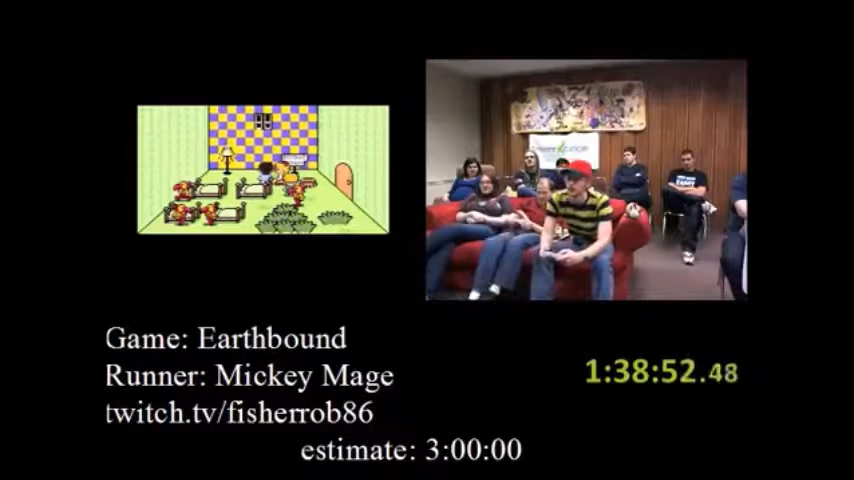 Game: Earthbound
Runner: Mickey Mage
twitch.tv/fisherrob86
1:38:52.48
estimate: 3:00:00